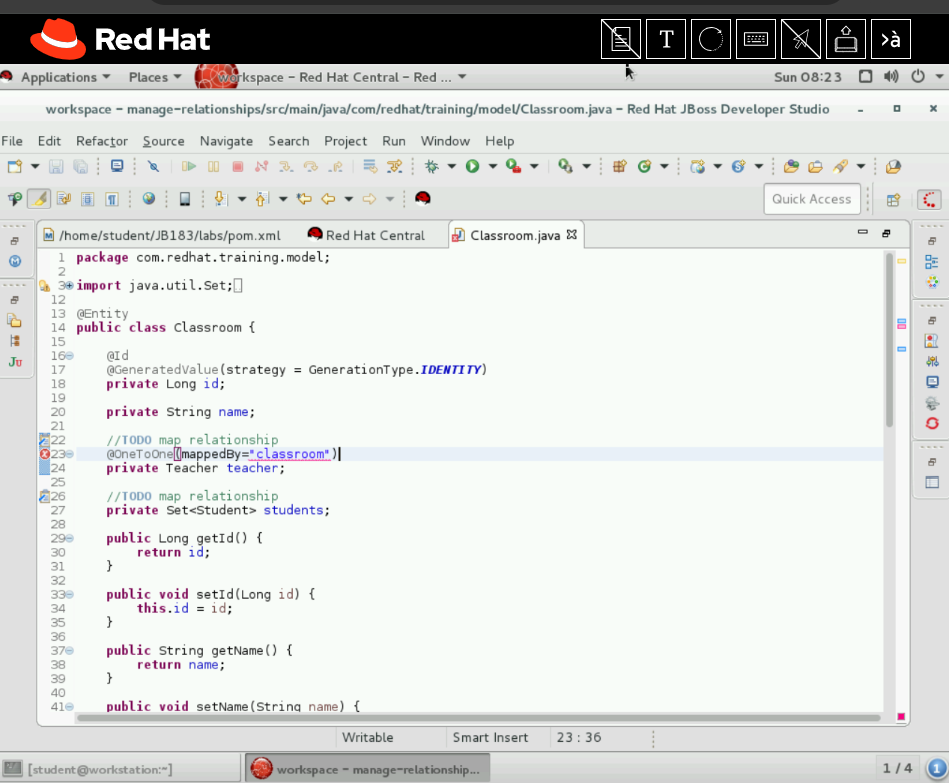 Red Hat
T
>à
Applications
Places
workspace – Red Hat Central – Red ...
Sun 08:23
workspace – manage-relationships/src/main/java/com/redhat/training/model/Classroom.java – Red Hat JBoss Developer Studio
File Edit Refactor Source Navigate Search Project Run Window Help
Quick Access
/home/student/JB183/labs/pom.xml
Red Hat Central
Classroom.java
1 package com.redhat.training.model;
2
3 import java.util.Set;
12
13 @Entity
14 public class Classroom {
15
16 @Id
17 @GeneratedValue(strategy = GenerationType.IDENTITY)
18 private Long id;
19
20 private String name;
21
22 //TODO map relationship
23 @OneToOne(mappedBy="classroom")
24 private Teacher teacher;
25
26 //TODO map relationship
27 private Set<Student> students;
28
29 public Long getId() {
30 return id;
31 }
32
33 public void setId(Long id) {
34 this.id = id;
35 }
36
37 public String getName() {
38 return name;
39 }
40
41 public void setName(String name) {
Writable
Smart Insert
23 : 36
[student@workstation:~]
workspace – manage-relationship...
1 / 4
1